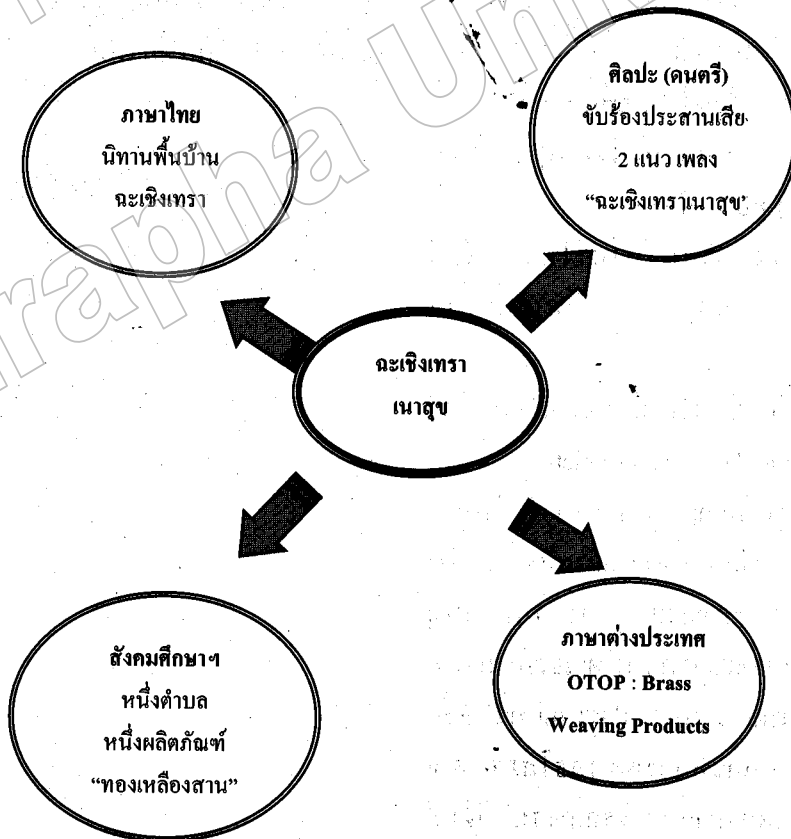 ภาษาไทย
นิทานพื้นบ้าน
ฉะเชิงเทรา
ศิลปะ (ดนตรี)
ขับร้องประสานเสีย
2 แนว เพลง
“ฉะเชิงเทราเนาสุข’
ฉะเชิงเทรา
เนาสุข
สังคมศึกษาฯ
หนึ่งตำบล
หนึ่งผลิตภัณฑ์
“ทองเหลืองสาน”
ภาษาต่างประเทศ
OTOP : Brass
Weaving Products